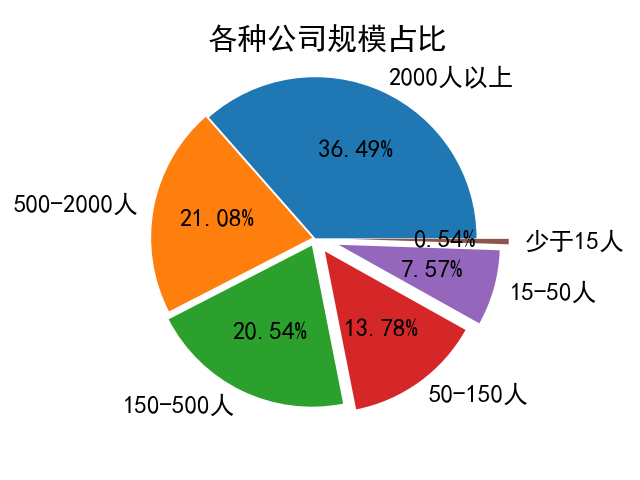 各种公司规模占比
2000人以上
36.49%
500-2000人
21.08%
0.54%
少于15人
7.57%
15-50人
20.54%
13.78%
150-500人
50-150人